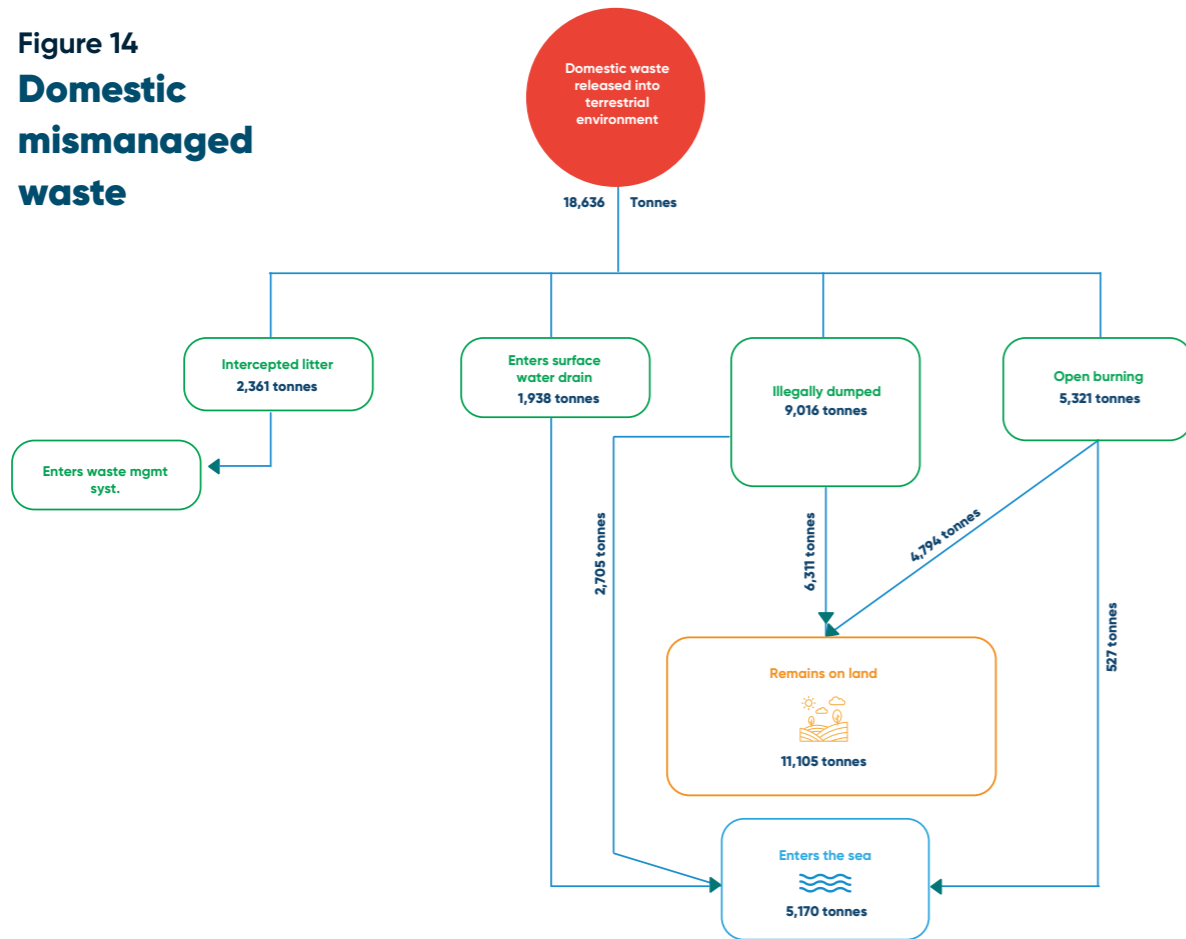 Figure 14
Domestic
mismanaged
waste
Domestic waste
released into
terrestrial
environment
18,636 Tonnes
Intercepted litter
2,361 tonnes
Enters surface
water drain
1,938 tonnes
Illegally dumped
9,016 tonnes
Open burning
5,321 tonnes
Enters waste mgmt
syst.
2,705 tonnes
6,311 tonnes
4,794 tonnes
527 tonnes
Remains on land
11,105 tonnes
Enters the sea
5,170 tonnes